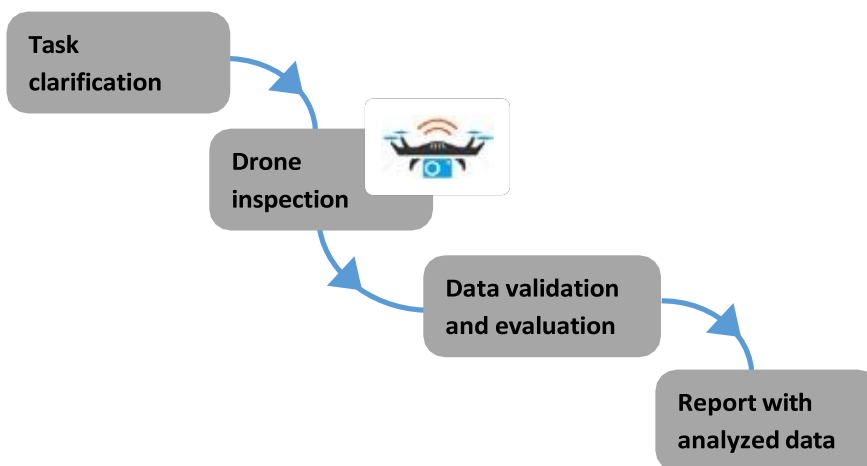 Task
clarification
Drone
inspection
Data validation
and evaluation
Report with
analyzed data